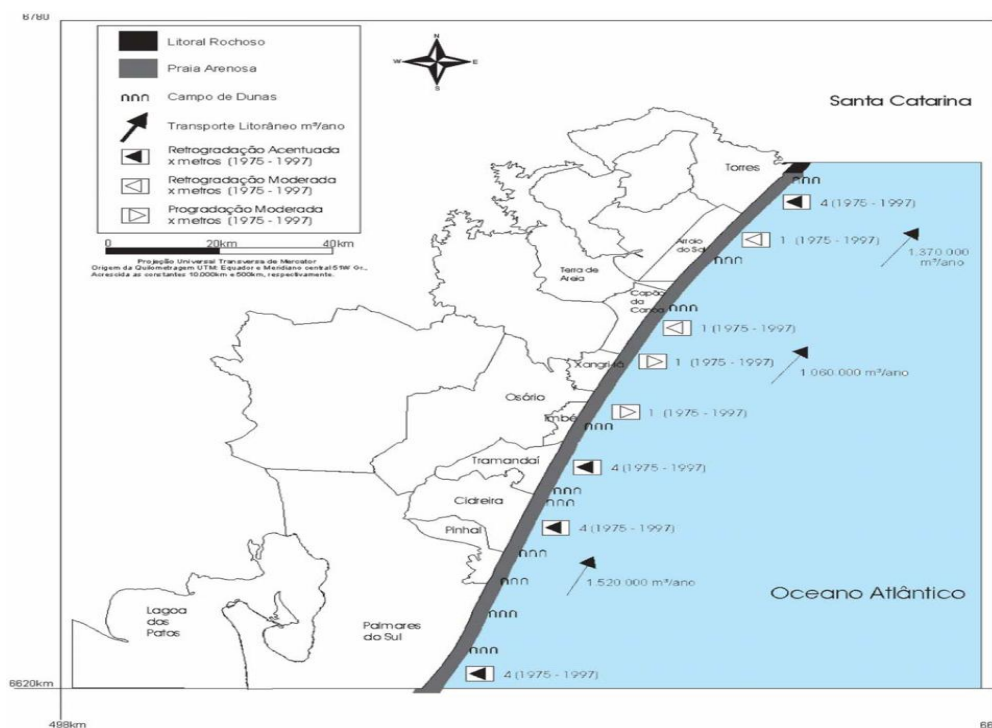 6780
Litoral Rochoso
Praia Arenosa
Campo de Dunas
Transporte Litorâneo m³/ano
Retrogradação Acentuada
x metros (1975 - 1997)
Retrogradação Moderada
x metros (1975 - 1997)
Progradação Moderada
x metros (1975 - 1997)
0 20km 40km
Projeção Universal Transversa de Mercator
Origem da Quilometragem UTM: Equador e Meridiano central 51W Gr.,
Acrescida as constantes 10.000km e 500km, respectivamente.
N
W E
S
Santa Catarina
Torres
4 (1975 - 1997)
Arroio
do Sal
1 (1975 - 1997)
1.370.000
m³/ano
Terra de
Areia
Capão
da
Canoa
1 (1975 - 1997)
Xangri-lá
1 (1975 - 1997)
1.060.000 m³/ano
Osório
Imbé
1 (1975 - 1997)
Tramandaí
4 (1975 - 1997)
Cidreira
Pinhal
4 (1975 - 1997)
1.520.000 m³/ano
Oceano Atlântico
Lagoa
dos
Patos
Palmares
do Sul
4 (1975 - 1997)
6620km
498km